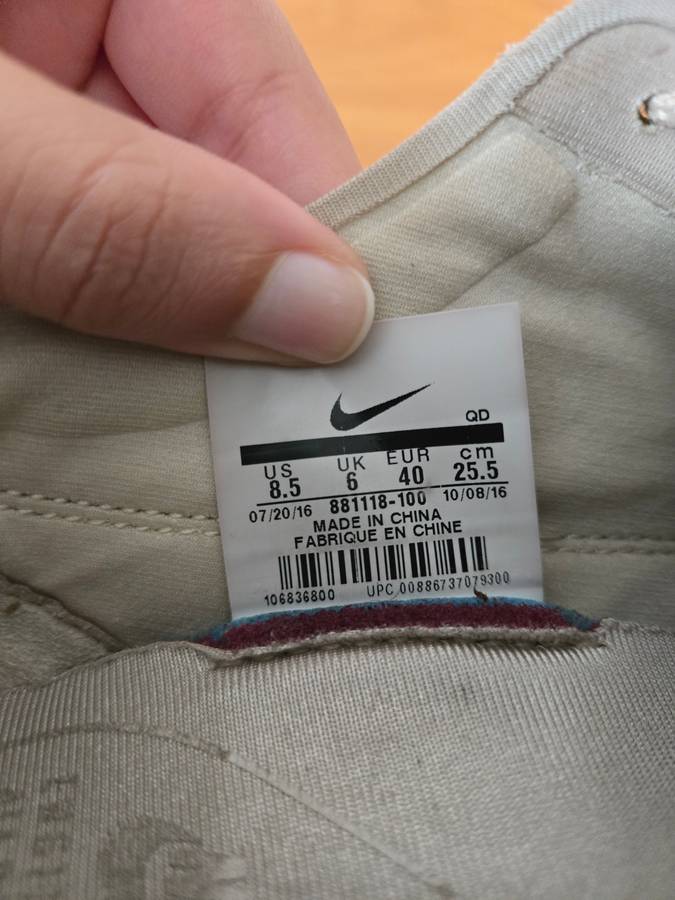 QD
US UK EUR cm
8.5 6 40 25.5
07/20/16 881118-100 10/08/16
MADE IN CHINA
FABRIQUE EN CHINE
106836800 UPC 00886737079300